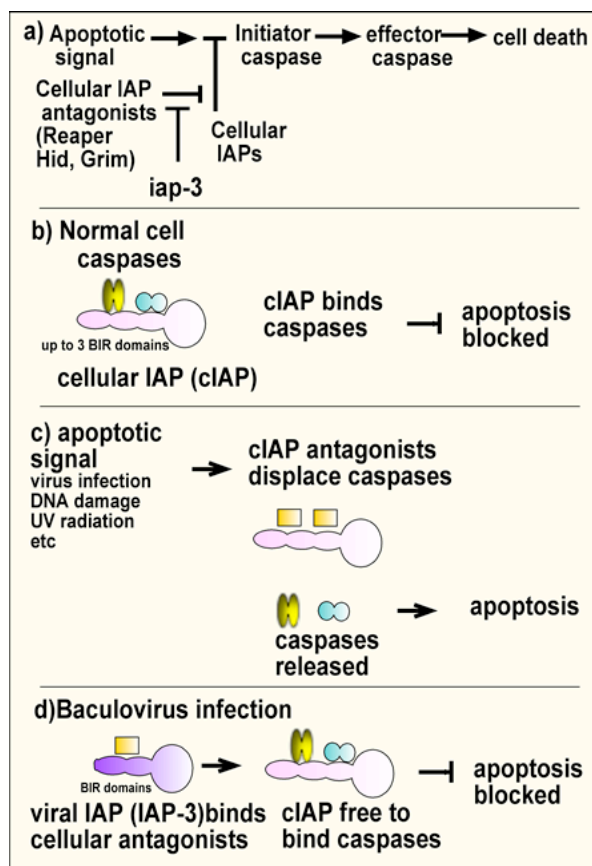 a) Apoptotic signal
Initiator caspase
effector caspase
cell death
Cellular IAP
antagonists
(Reaper
Hid, Grim)
Cellular
IAPs
iap-3
b) Normal cell
caspases
up to 3 BIR domains
cellular IAP (cIAP)
cIAP binds
caspases
apoptosis
blocked
c) apoptotic
signal
virus infection
DNA damage
UV radiation
etc
cIAP antagonists
displace caspases
caspases
released
apoptosis
d)Baculovirus infection
BIR domains
viral IAP (IAP-3)binds
cellular antagonists
cIAP free to
bind caspases
apoptosis
blocked